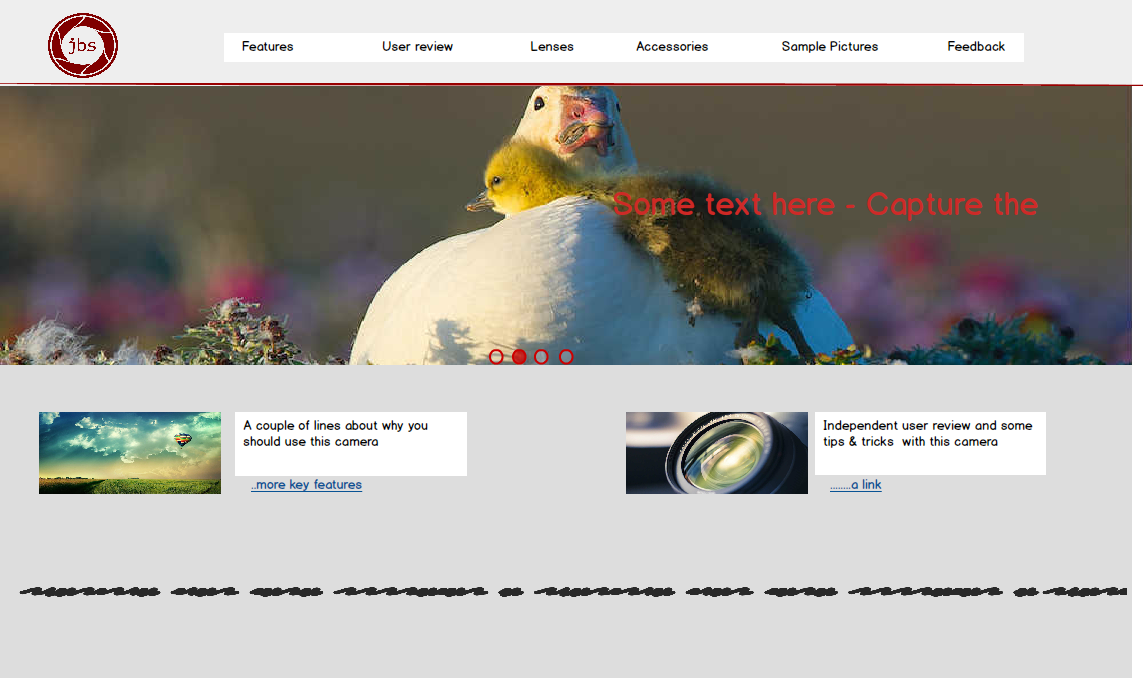 jbs
Features User review Lenses Accessories Sample Pictures Feedback
Some text here - Capture the
A couple of lines about why you
should use this camera
..more key features
Independent user review and some
tips & tricks  with this camera
........a link